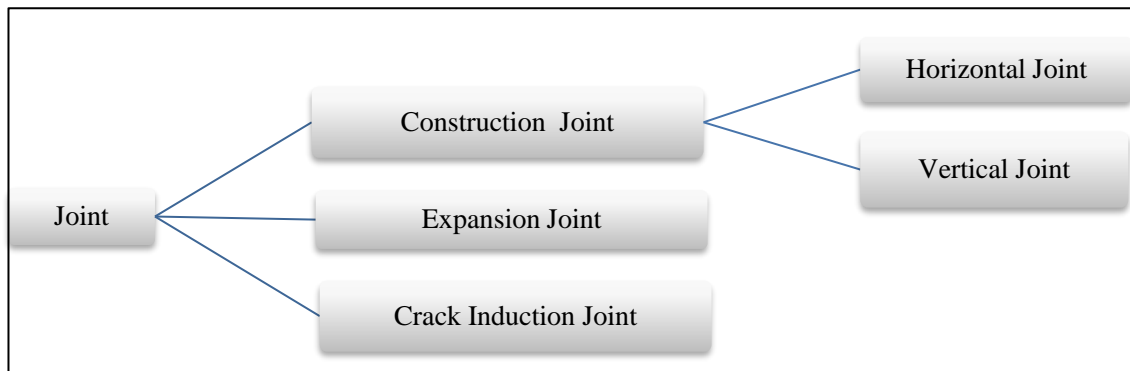 Joint
Construction Joint
Expansion Joint
Crack Induction Joint
Horizontal Joint
Vertical Joint